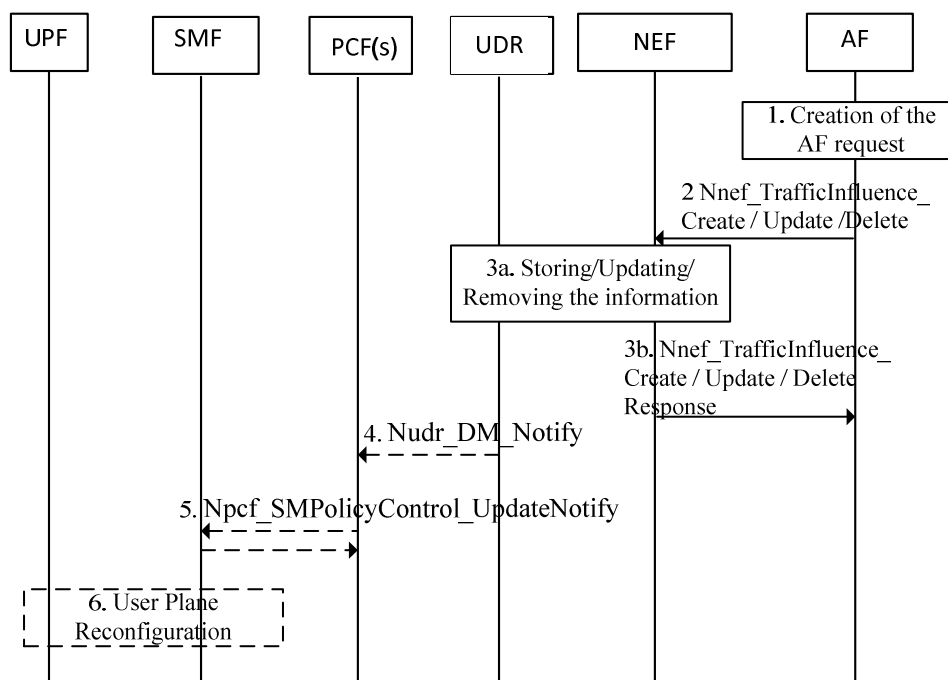 UPF
SMF
PCF(s)
UDR
NEF
AF
1. Creation of the
AF request
2 Nnef_TrafficInfluence_
Create / Update /Delete
3a. Storing/Updating/
Removing the information
3b. Nnef_TrafficInfluence_
Create / Update / Delete
Response
4. Nudr_DM_Notify
5. Npcf_SMPolicyControl_UpdateNotify
6. User Plane
Reconfiguration